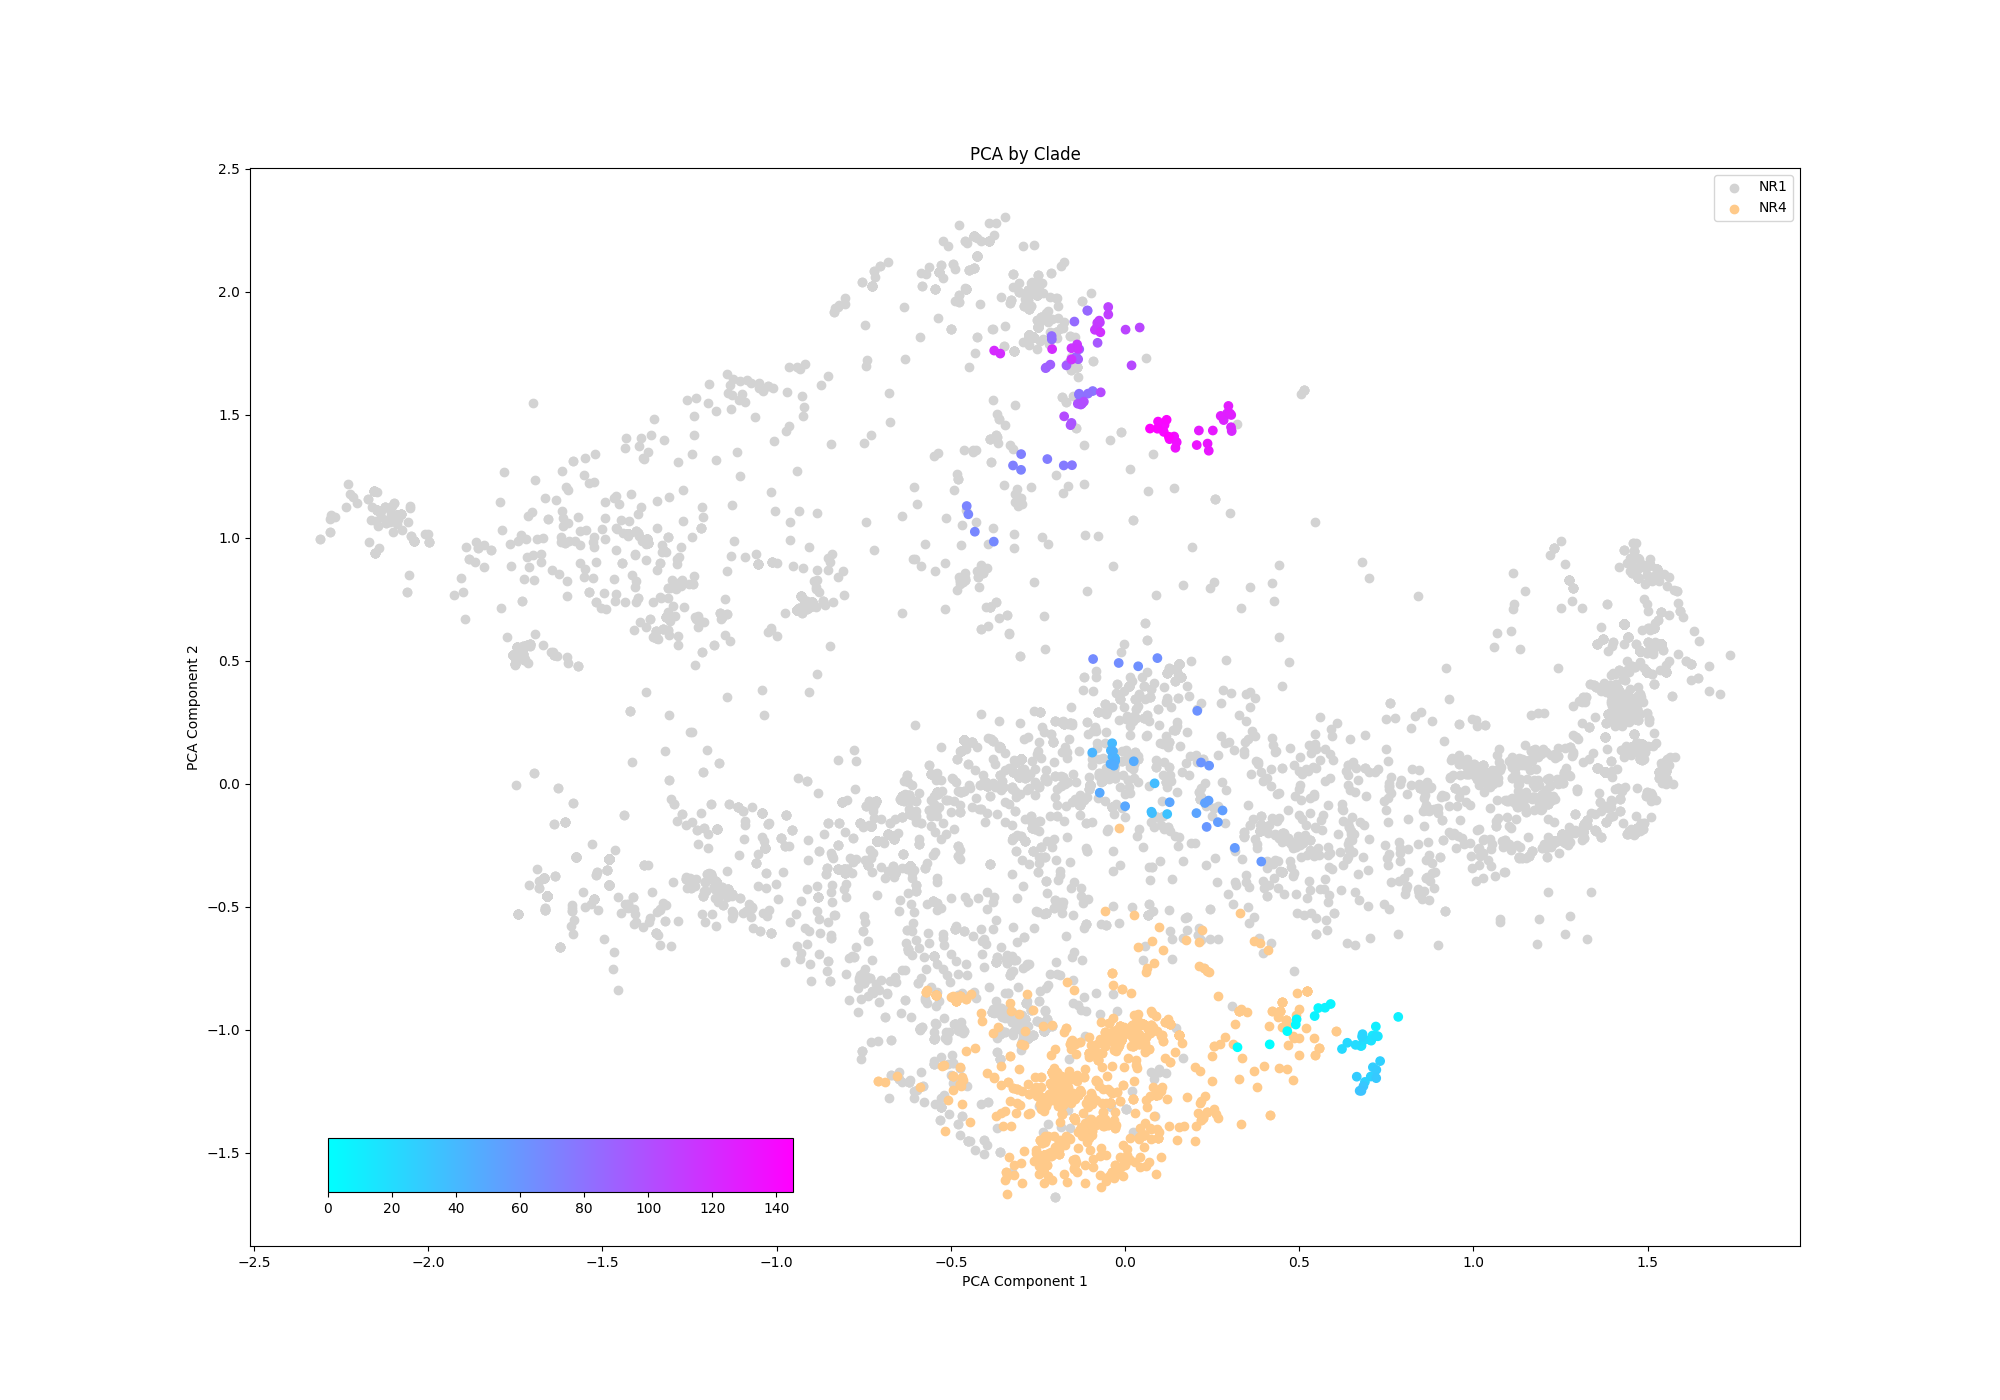 PCA by Clade
NR1
NR4
2.5
2.0
1.5
1.0
0.5
0.0
−0.5
−1.0
−1.5
PCA Component 2
0 20 40 60 80 100 120 140
−2.5 −2.0 −1.5 −1.0 −0.5 0.0 0.5 1.0 1.5
PCA Component 1